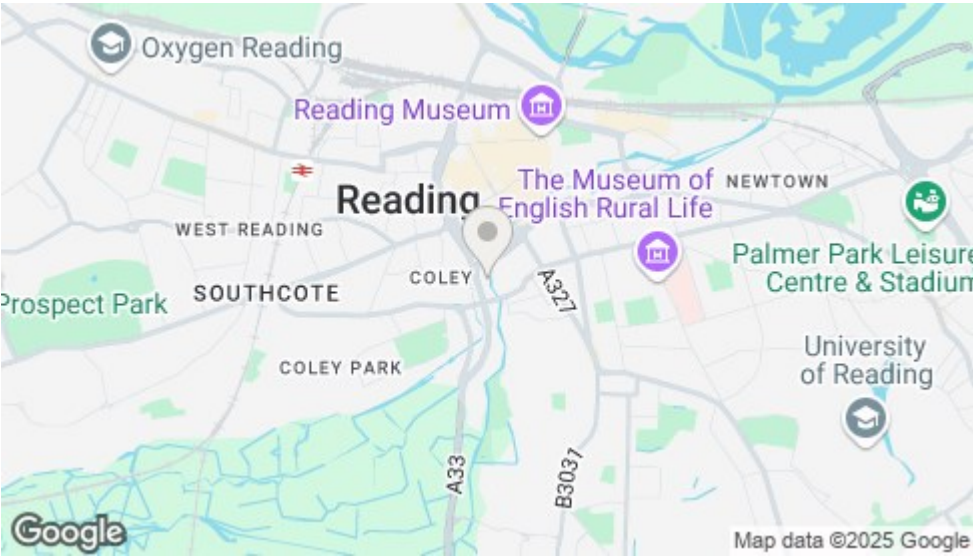 Oxygen Reading
Reading Museum
The Museum of
English Rural Life
NEWTOWN
Reading
WEST READING
Palmer Park Leisure
Centre & Stadium
COLEY
A327
SOUTHCOTE
Prospect Park
University
of Reading
COLEY PARK
A33
B3031
Google
Map data ©2025 Google